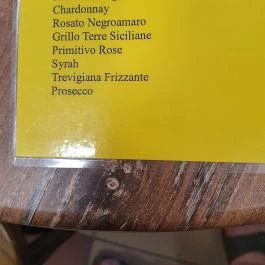 Chardonnay
Rosato Negroamaro
Grillo Terre Siciliane
Primitivo Rose
Syrah
Trevigiana Frizzante
Prosecco